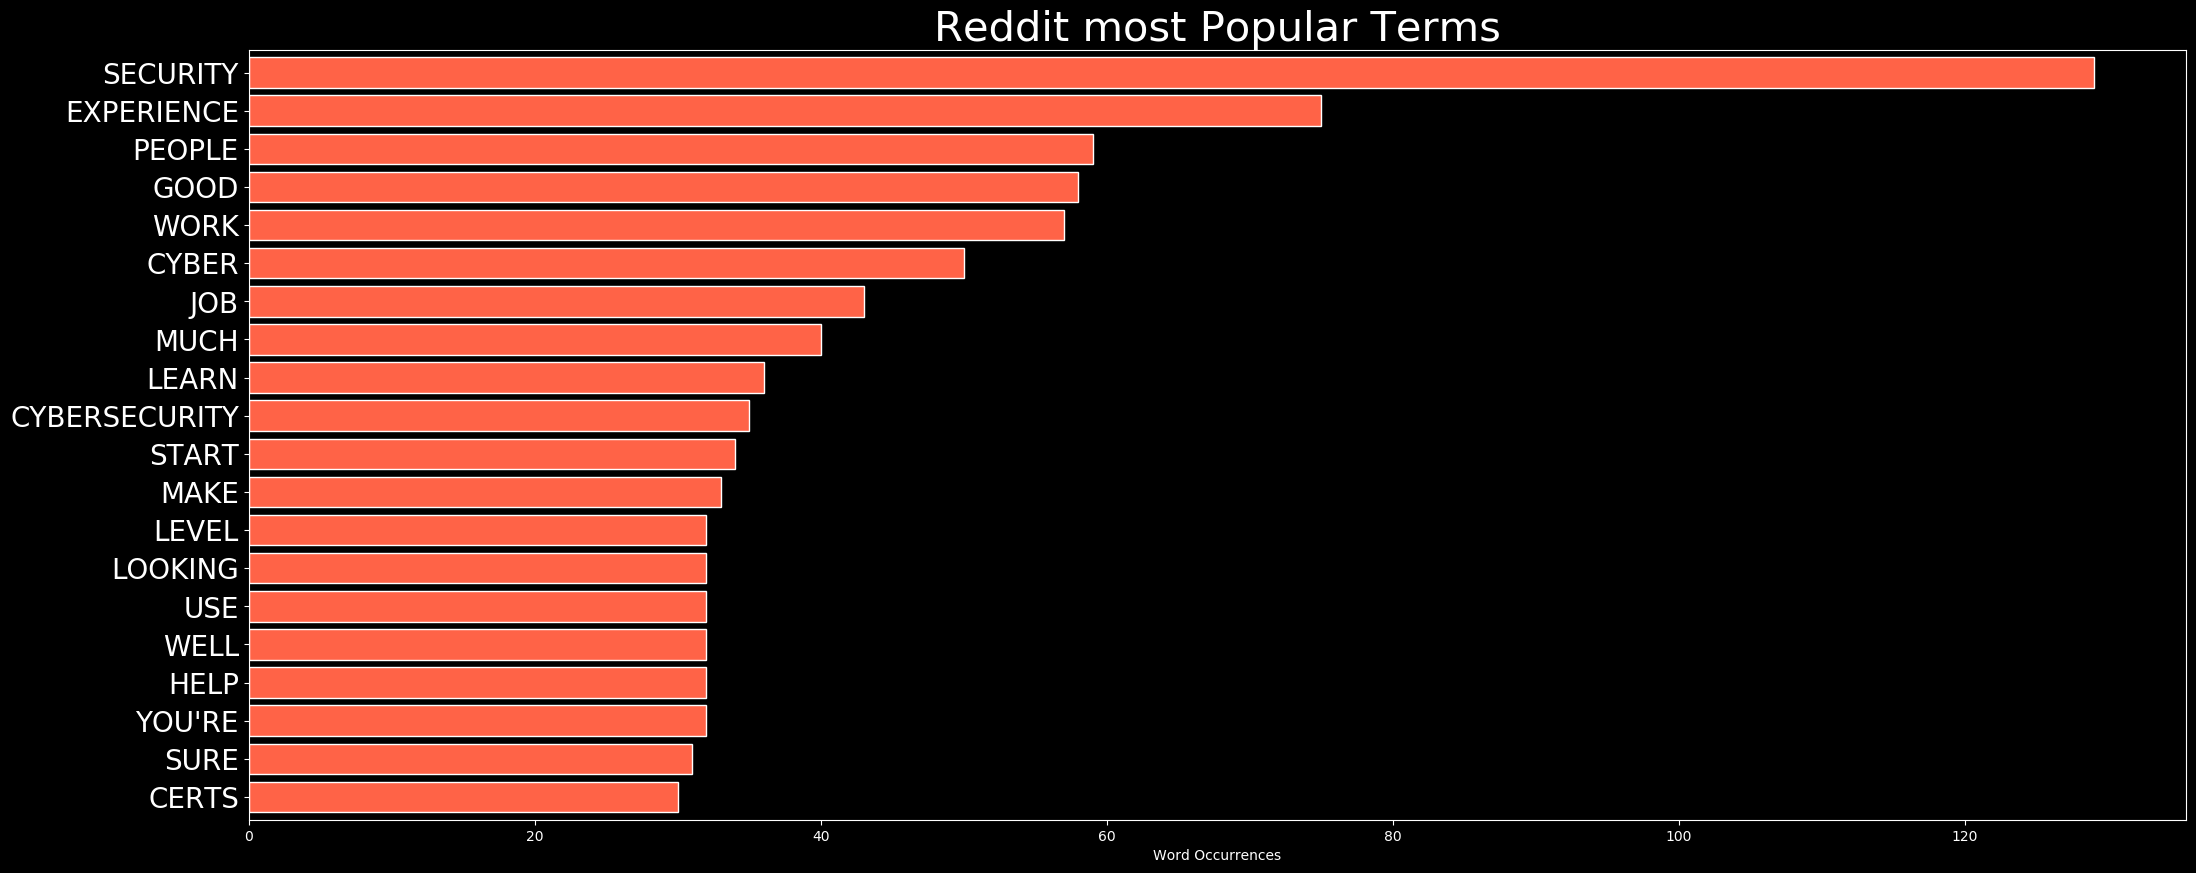 Reddit most Popular Terms
SECURITY
EXPERIENCE
PEOPLE
GOOD
WORK
CYBER
JOB
MUCH
LEARN
CYBERSECURITY
START
MAKE
LEVEL
LOOKING
USE
WELL
HELP
YOU'RE
SURE
CERTS
0 20 40 60 80 100 120
Word Occurrences